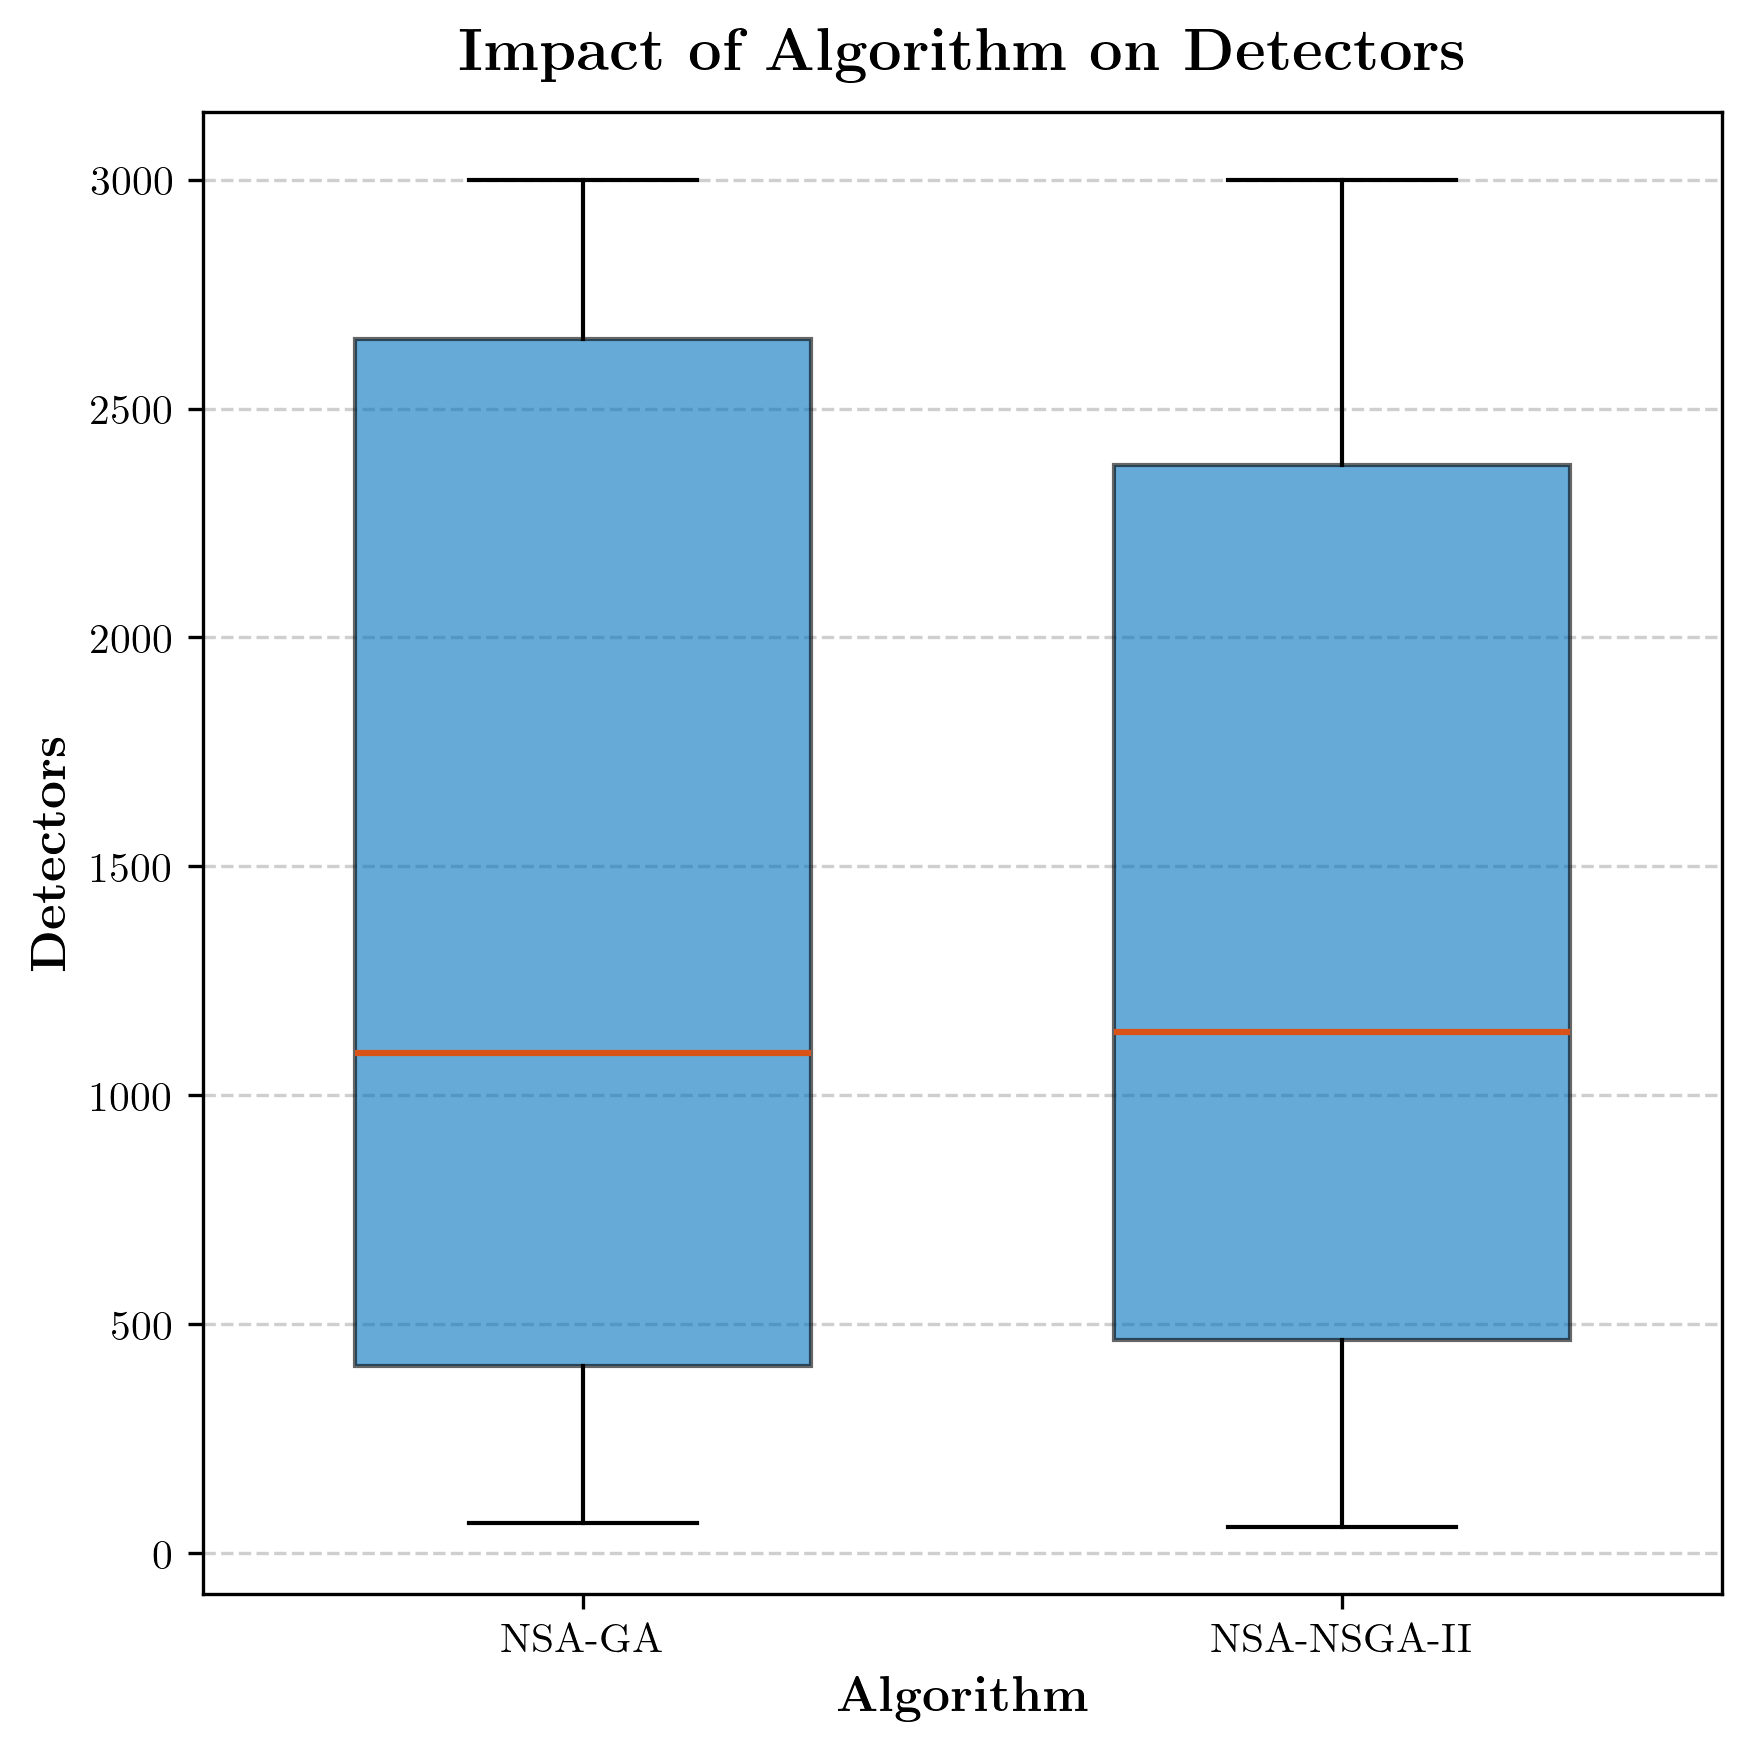 Impact of Algorithm on Detectors
3000
2500
2000
1500
1000
500
0
Detectors
NSA-GA
NSA-NSGA-II
Algorithm